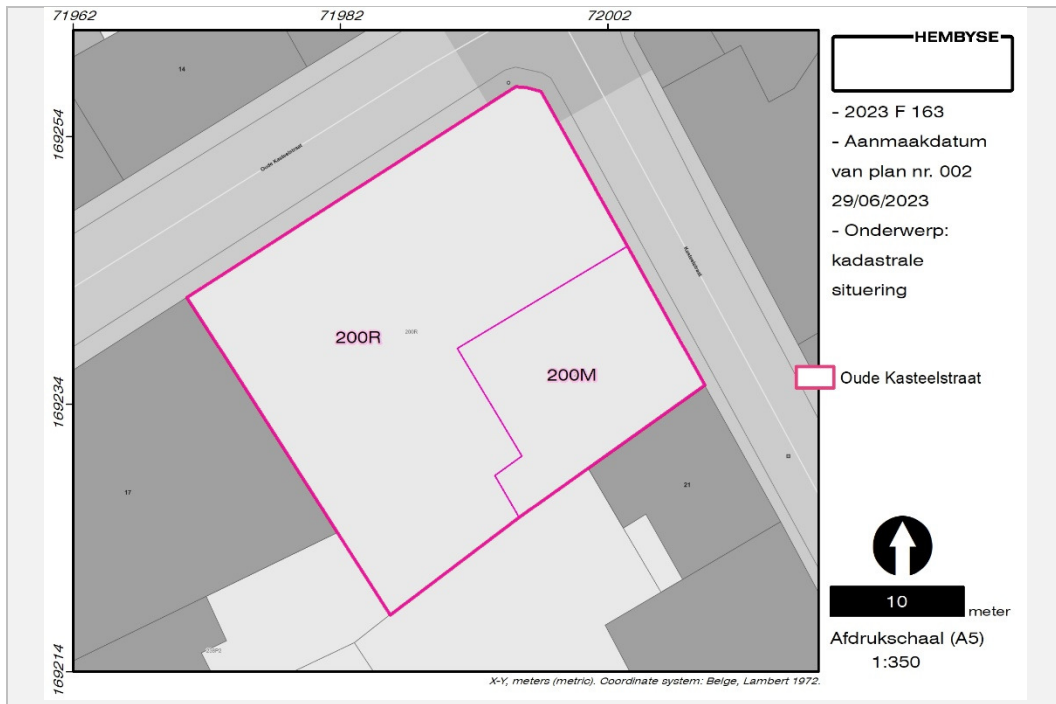 71962
71982
72002
HEMBYSE
14
O
169254
- 2023 F 163
- Aanmaakdatum
van plan nr. 002
29/06/2023
- Onderwerp:
kadastrale
situering
Oude Kasteelstraat
Kasteelstraat
200R
200R
200M
Oude Kasteelstraat
169234
17
21
10
meter
Afdrukschaal (A5)
1:350
169214
X-Y, meters (metric). Coordinate system: Belge, Lambert 1972.